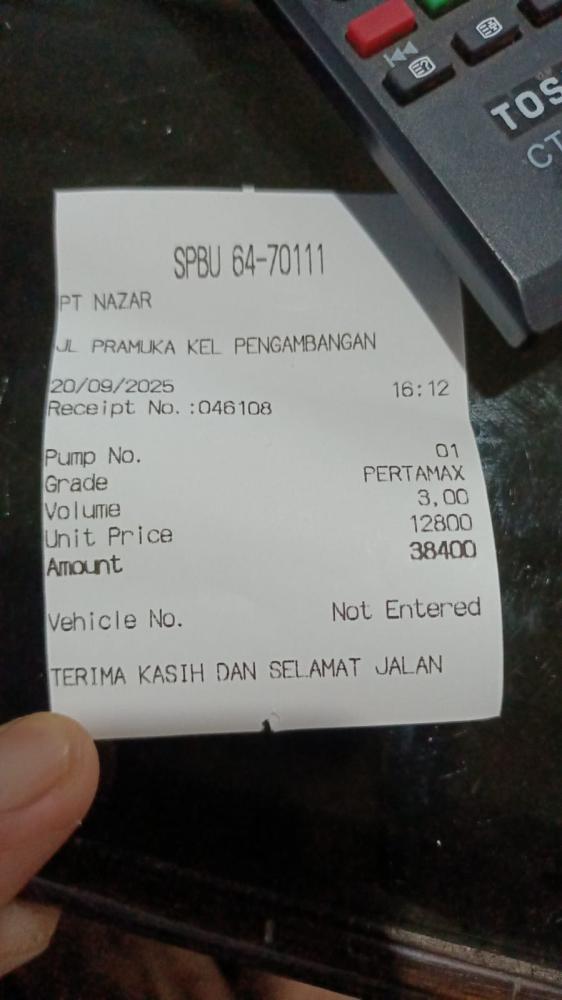 TOS
CT
SPBU 64-70111
PT NAZAR
JL PRAMUKA KEL PENGAMBANGAN
20/09/2025 16:12
Receipt No.:046108
Pump No. 01
Grade PERTAMAX
Volume 3,00
Unit Price 12800
Amount 38400
Vehicle No. Not Entered
TERIMA KASIH DAN SELAMAT JALAN